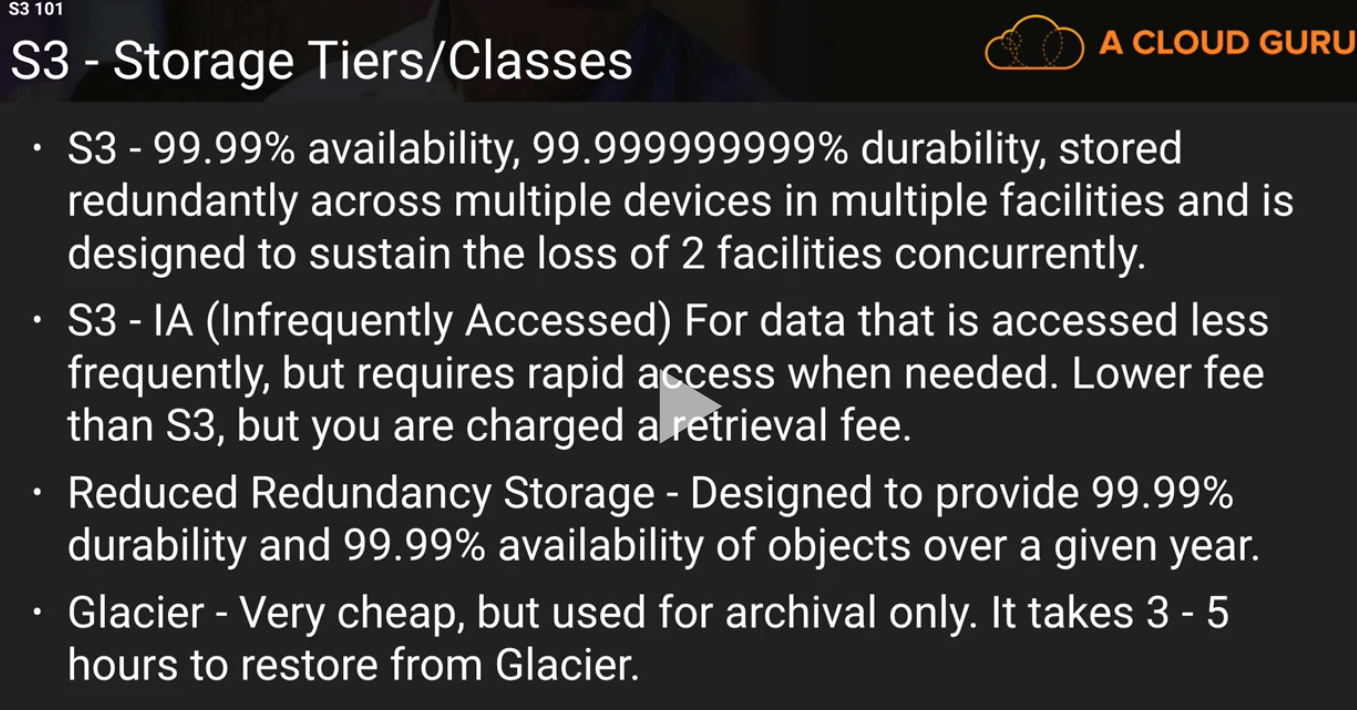 S3 101
S3 - Storage Tiers/Classes
A CLOUD GURU
• S3 - 99.99% availability, 99.999999999% durability, stored
redundantly across multiple devices in multiple facilities and is
designed to sustain the loss of 2 facilities concurrently.
• S3 - IA (Infrequently Accessed) For data that is accessed less
frequently, but requires rapid access when needed. Lower fee
than S3, but you are charged a retrieval fee.
• Reduced Redundancy Storage - Designed to provide 99.99%
durability and 99.99% availability of objects over a given year.
• Glacier - Very cheap, but used for archival only. It takes 3 - 5
hours to restore from Glacier.